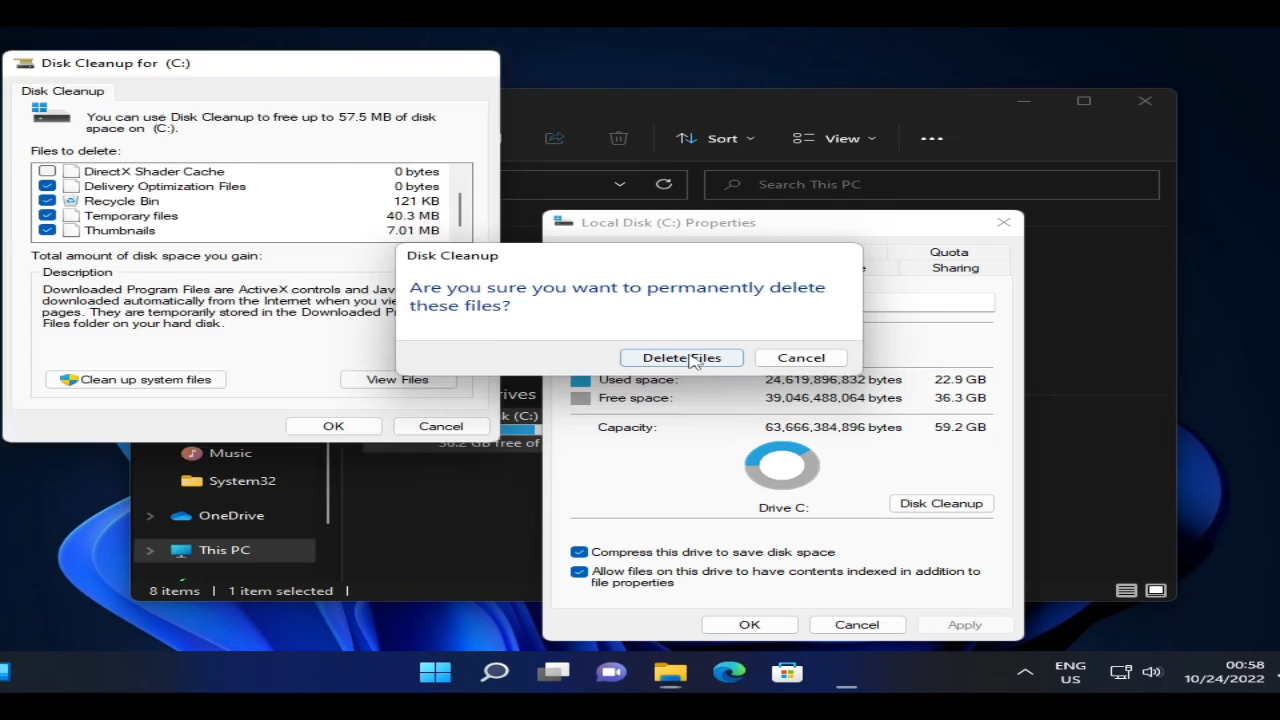 Disk Cleanup for  (C:)
Disk Cleanup
You can use Disk Cleanup to free up to 57.5 MB of disk
space on  (C:).
Files to delete:
DirectX Shader Cache 0 bytes
Delivery Optimization Files 0 bytes
Recycle Bin 121 KB
Temporary files 40.3 MB
Thumbnails 7.01 MB
Total amount of disk space you gain:
Description
Downloaded Program Files are ActiveX controls and Jav
downloaded automatically from the Internet when you vie
pages. They are temporarily stored in the Downloaded Pr
Files folder on your hard disk.
Clean up system files
View Files
OK
Cancel
Sort
View
Search This PC
Local Disk (C:) Properties
Quota
Sharing
Disk Cleanup
Are you sure you want to permanently delete
these files?
Delete Files
Cancel
Used space: 24,619,896,832 bytes 22.9 GB
Free space: 39,046,488,064 bytes 36.3 GB
Capacity: 63,666,384,896 bytes 59.2 GB
Drive C:
Disk Cleanup
Compress this drive to save disk space
Allow files on this drive to have contents indexed in addition to
file properties
OK
Cancel
Apply
rives
k (C:)
free of
Music
System32
OneDrive
This PC
8 items
1 item selected
ENG
US
00:58
10/24/2022